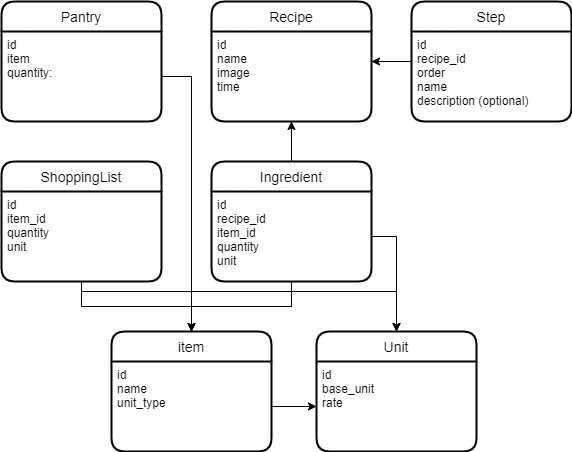 Pantry
id
item
quantity:
Recipe
id
name
image
time
Step
id
recipe_id
order
name
description (optional)
ShoppingList
id
item_id
quantity
unit
Ingredient
id
recipe_id
item_id
quantity
unit
item
id
name
unit_type
Unit
id
base_unit
rate